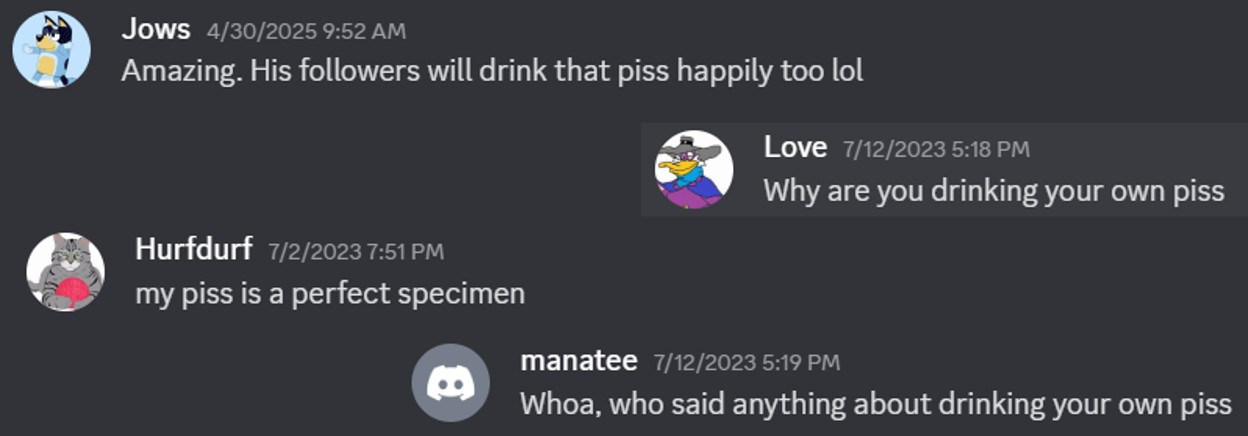 Jows 4/30/2025 9:52 AM
Amazing. His followers will drink that piss happily too lol
Love 7/12/2023 5:18 PM
Why are you drinking your own piss
Hurfdurf 7/2/2023 7:51 PM
my piss is a perfect specimen
manatee 7/12/2023 5:19 PM
Whoa, who said anything about drinking your own piss